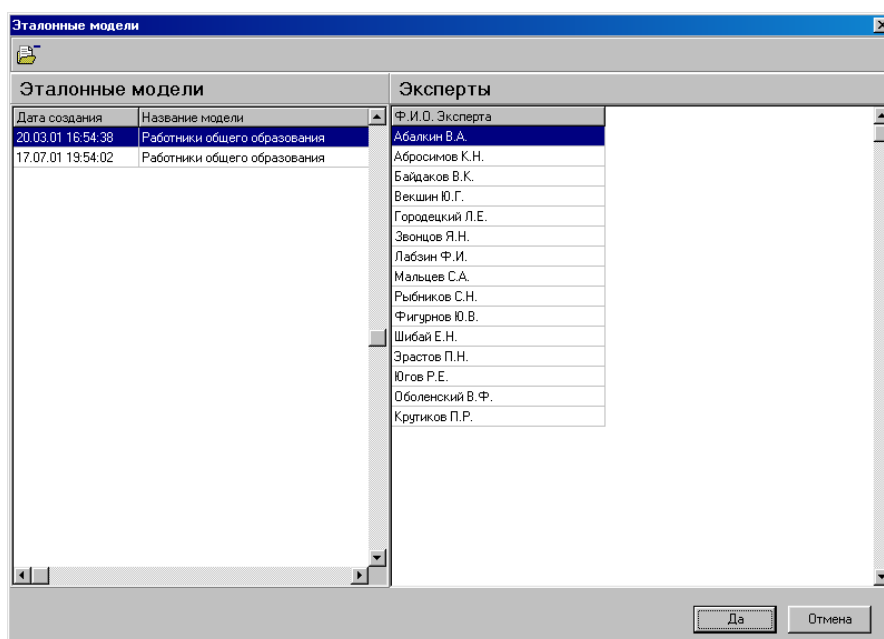 Эталонные модели
Эталонные модели
Эксперты
Дата создания Название модели
20.03.01 16:54:38 Работники общего образования
17.07.01 19:54:02 Работники общего образования
Ф.И.О. Эксперта
Абалкин В.А.
Абросимов К.Н.
Байдаков В.К.
Векшин Ю.Г.
Городецкий Л.Е.
Звонцов Я.Н.
Лабзин Ф.И.
Мальцев С.А.
Рыбников С.Н.
Фигурнов Ю.В.
Шибай Е.Н.
Эрастов П.Н.
Югов Р.Е.
Оболенский В.Ф.
Крутиков П.Р.
Да Отмена